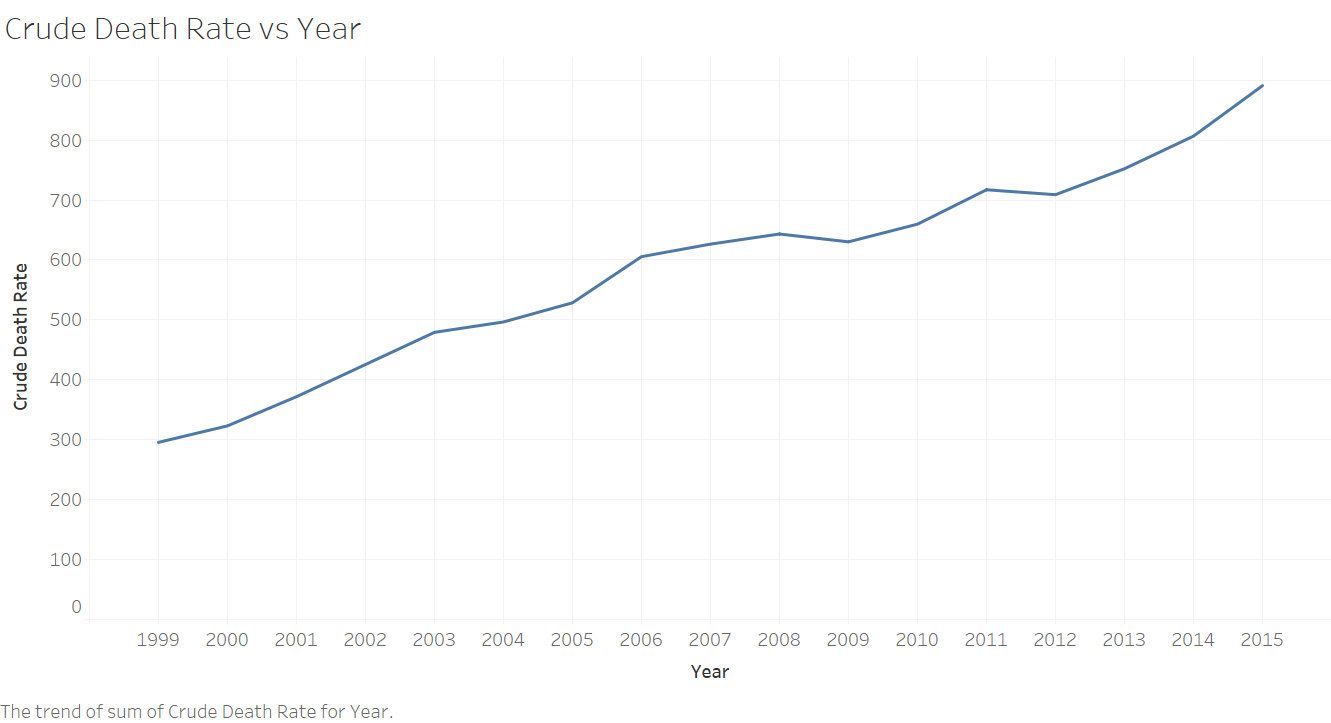 Crude Death Rate vs Year
900
800
700
600
500
400
300
200
100
0
Crude Death Rate
1999 2000 2001 2002 2003 2004 2005 2006 2007 2008 2009 2010 2011 2012 2013 2014 2015
Year
The trend of sum of Crude Death Rate for Year.